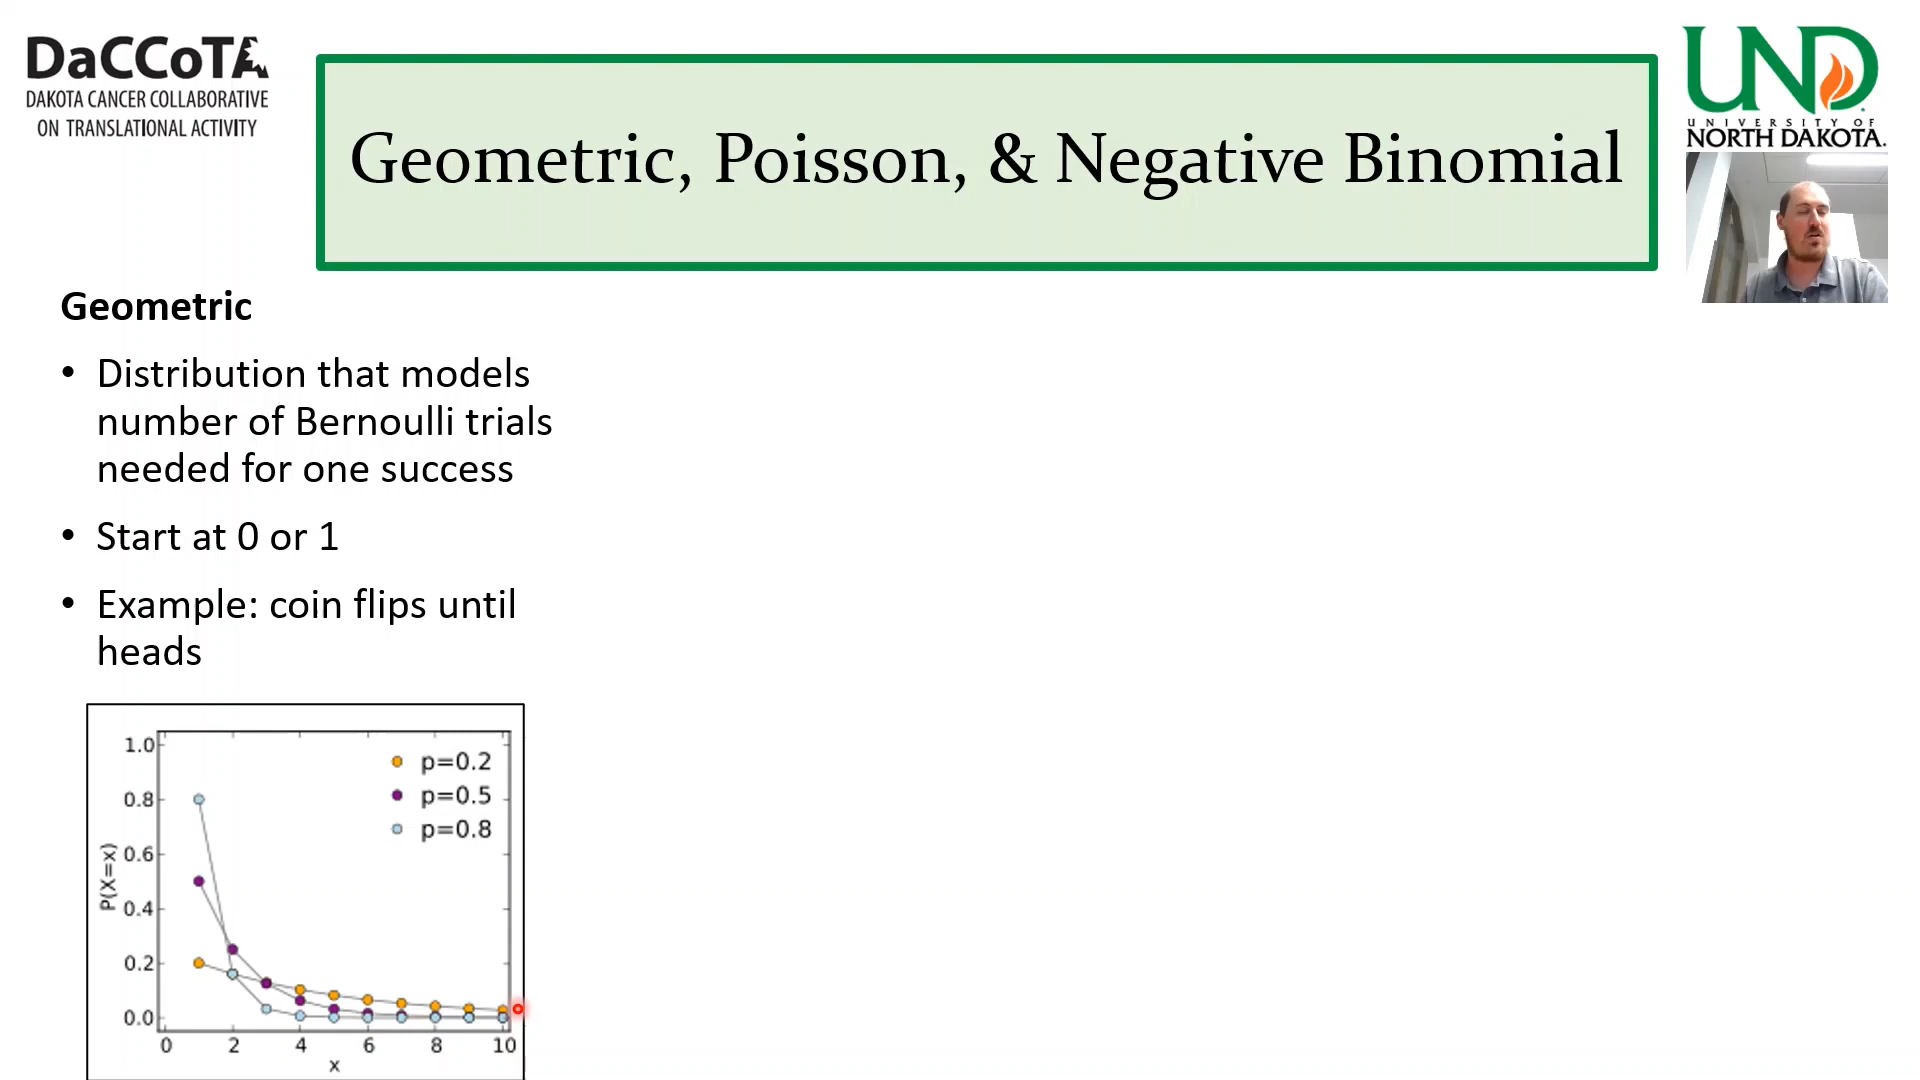 DaCCoTA
DAKOTA CANCER COLLABORATIVE
ON TRANSLATIONAL ACTIVITY
Geometric, Poisson, & Negative Binomial
UND
UNIVERSITY OF
NORTH DAKOTA.
Geometric
• Distribution that models
number of Bernoulli trials
needed for one success
• Start at 0 or 1
• Example: coin flips until
heads
1.0
0.8
0.6
0.4
0.2
0.0
P(X=x)
p=0.2
p=0.5
p=0.8
0 2 4 6 8 10
x